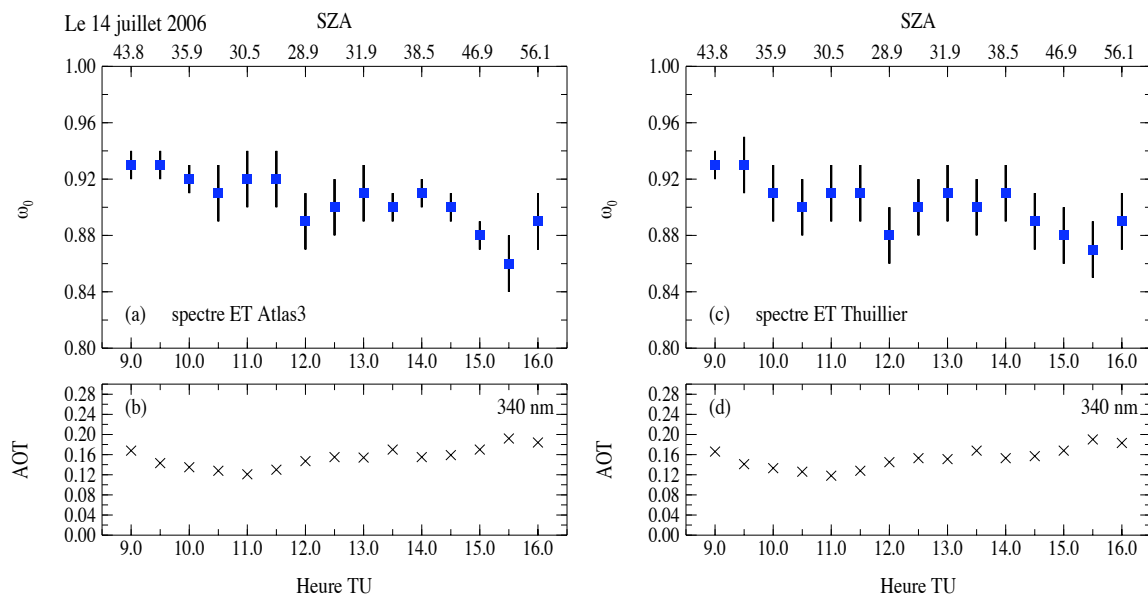 Le 14 juillet 2006
SZA
43.8 35.9 30.5 28.9 31.9 38.5 46.9 56.1
1.00
0.96
0.92
0.88
0.84
0.80
ω0
(a) spectre ET Atlas3
9.0 10.0 11.0 12.0 13.0 14.0 15.0 16.0
(b) 340 nm
0.28
0.24
0.20
0.16
0.12
0.08
0.04
0.00
AOT
9.0 10.0 11.0 12.0 13.0 14.0 15.0 16.0
Heure TU
SZA
43.8 35.9 30.5 28.9 31.9 38.5 46.9 56.1
1.00
0.96
0.92
0.88
0.84
0.80
ω0
(c) spectre ET Thuillier
9.0 10.0 11.0 12.0 13.0 14.0 15.0 16.0
(d) 340 nm
0.28
0.24
0.20
0.16
0.12
0.08
0.04
0.00
AOT
9.0 10.0 11.0 12.0 13.0 14.0 15.0 16.0
Heure TU